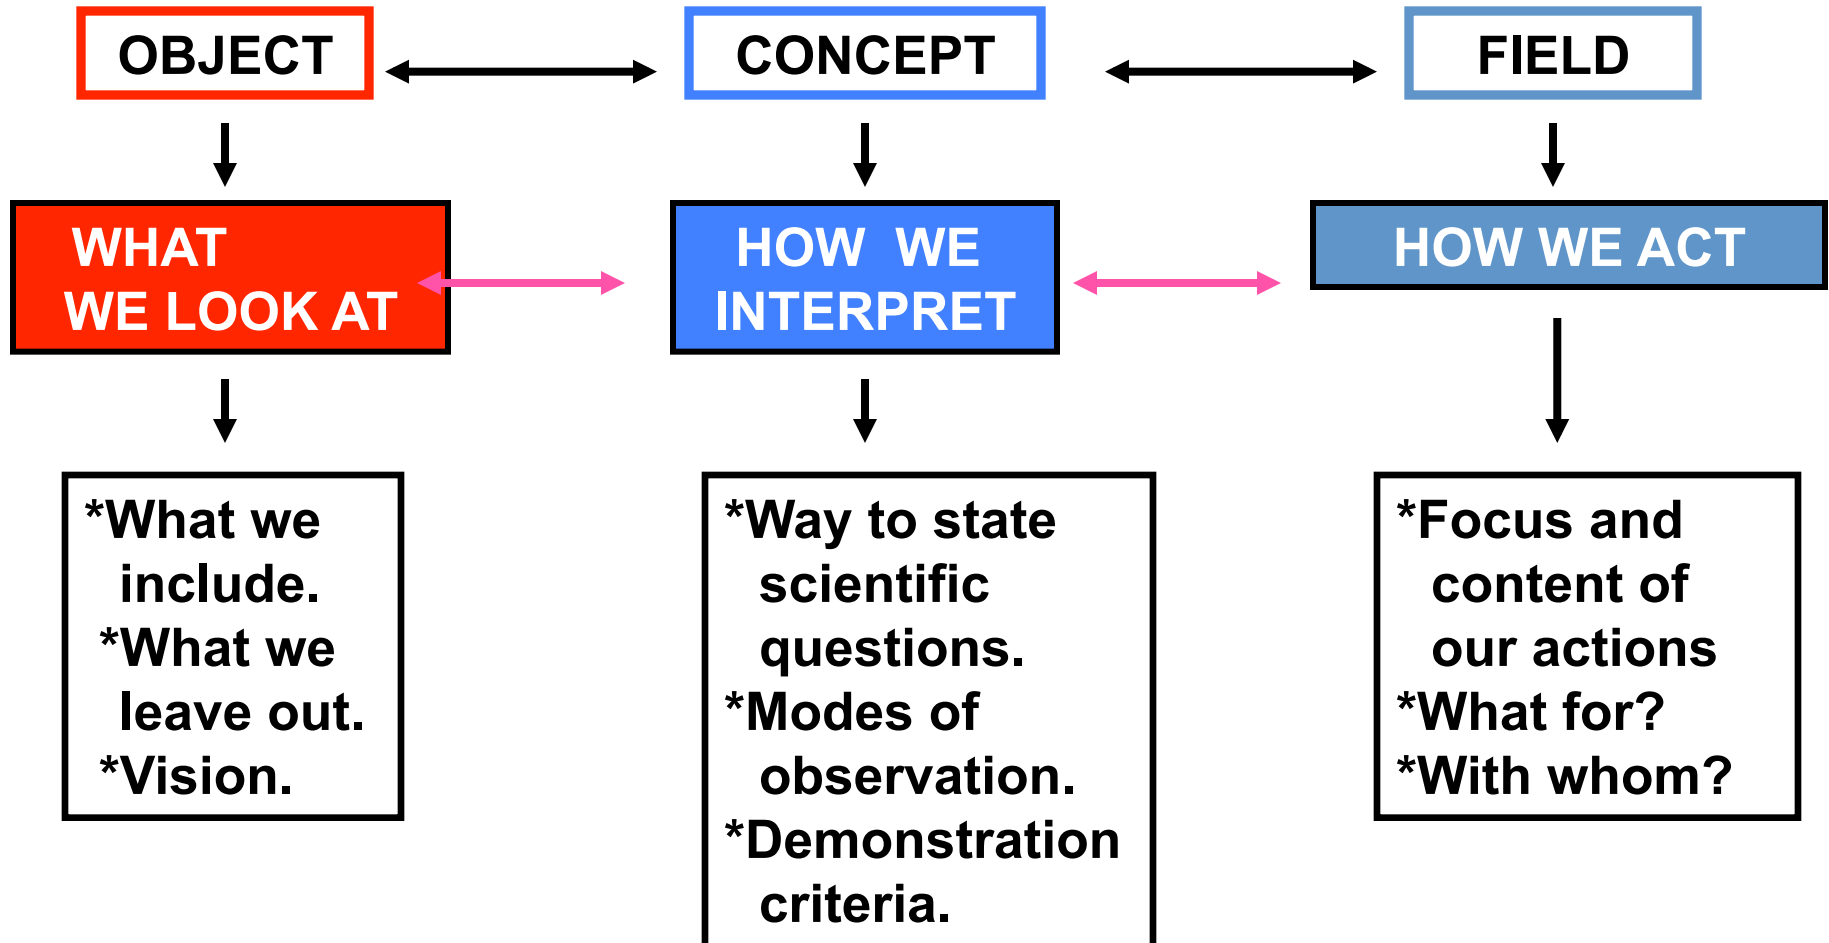 OBJECT
CONCEPT
FIELD
WHAT
WE LOOK AT
HOW WE
INTERPRET
HOW WE ACT
*What we
include.
*What we
leave out.
*Vision.
*Way to state
scientific
questions.
*Modes of
observation.
*Demonstration
criteria.
*Focus and
content of
our actions
*What for?
*With whom?